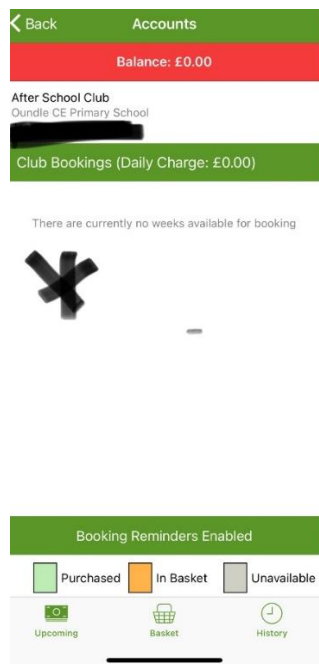 Back
Accounts
Balance: £0.00
After School Club
Oundle CE Primary School
Club Bookings (Daily Charge: £0.00)
There are currently no weeks available for booking
Booking Reminders Enabled
Purchased
In Basket
Unavailable
Upcoming
Basket
History